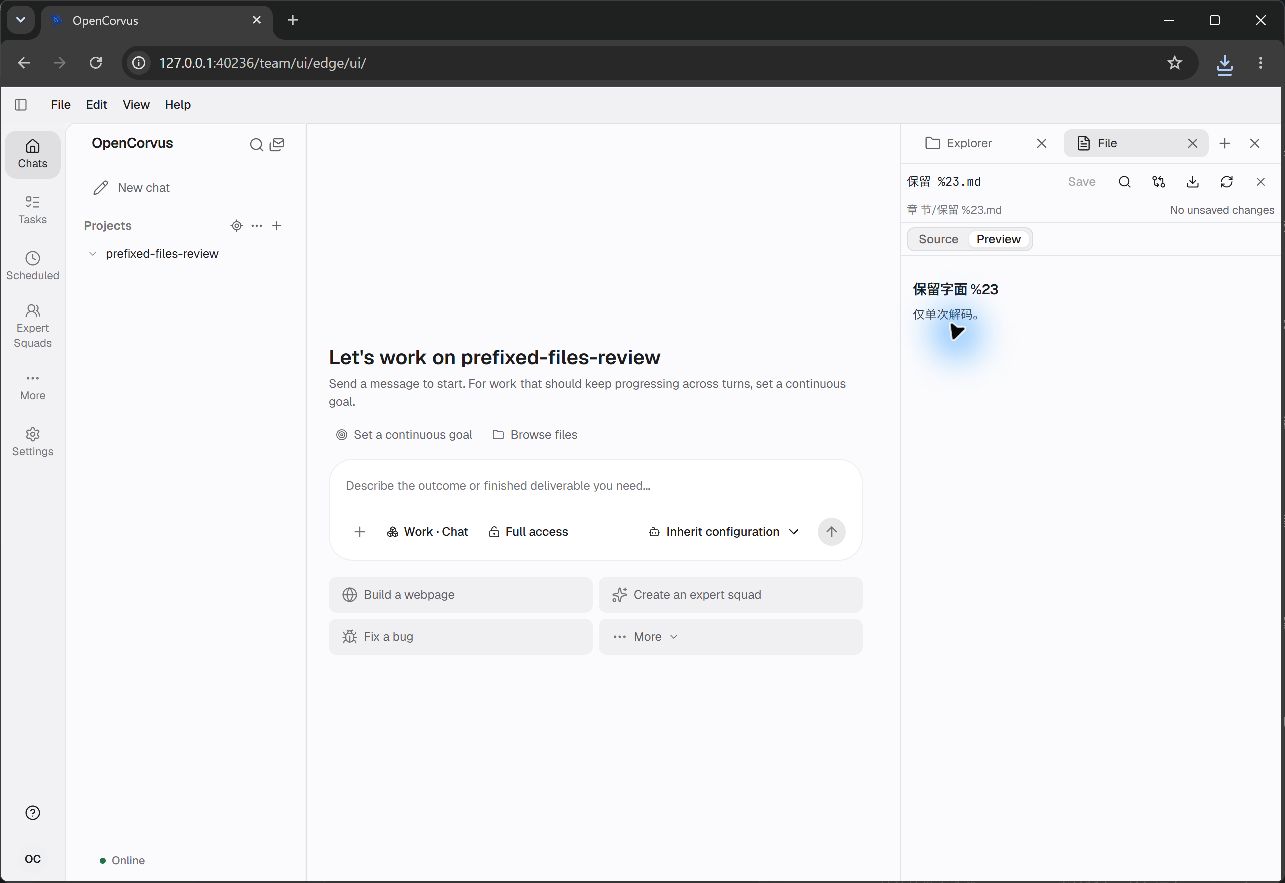 OpenCorvus
127.0.0.1:40236/team/ui/edge/ui/
File Edit View Help
Chats
Tasks
Scheduled
Expert
Squads
More
Settings
OC
OpenCorvus
New chat
Projects
prefixed-files-review
Online
Let's work on prefixed-files-review
Send a message to start. For work that should keep progressing across turns, set a continuous
goal.
Set a continuous goal Browse files
Describe the outcome or finished deliverable you need...
Work · Chat Full access Inherit configuration
Build a webpage Create an expert squad
Fix a bug More
Explorer File
保留 %23.md Save
章 节/保留 %23.md No unsaved changes
Source Preview
保留字面 %23
仅单次解码。